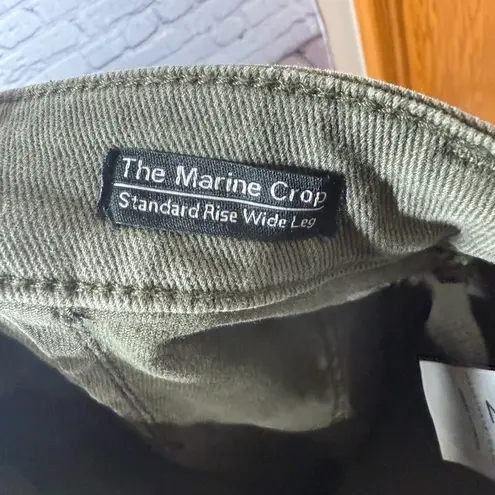 The Marine Crop
Standard Rise Wide Leg